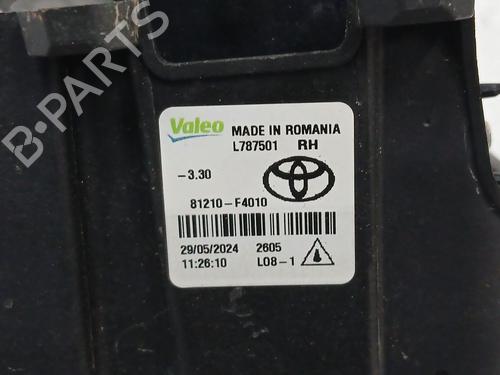 Valeo MADE IN ROMANIA
L787501 RH
-3.30
81210-F4010
29/05/2024 2605
11:26:10 L08-1
B-PARTS